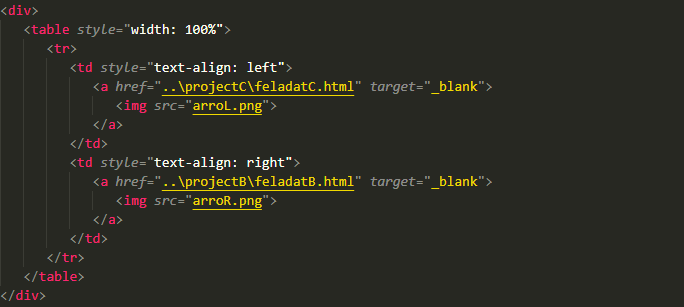 <div>
<table style="width: 100%">
<tr>
<td style="text-align: left">
<a href="..\projectC\feladatC.html" target="_blank">
<img src="arroL.png">
</a>
</td>
<td style="text-align: right">
<a href="..\projectB\feladatB.html" target="_blank">
<img src="arroR.png">
</a>
</td>
</tr>
</table>
</div>